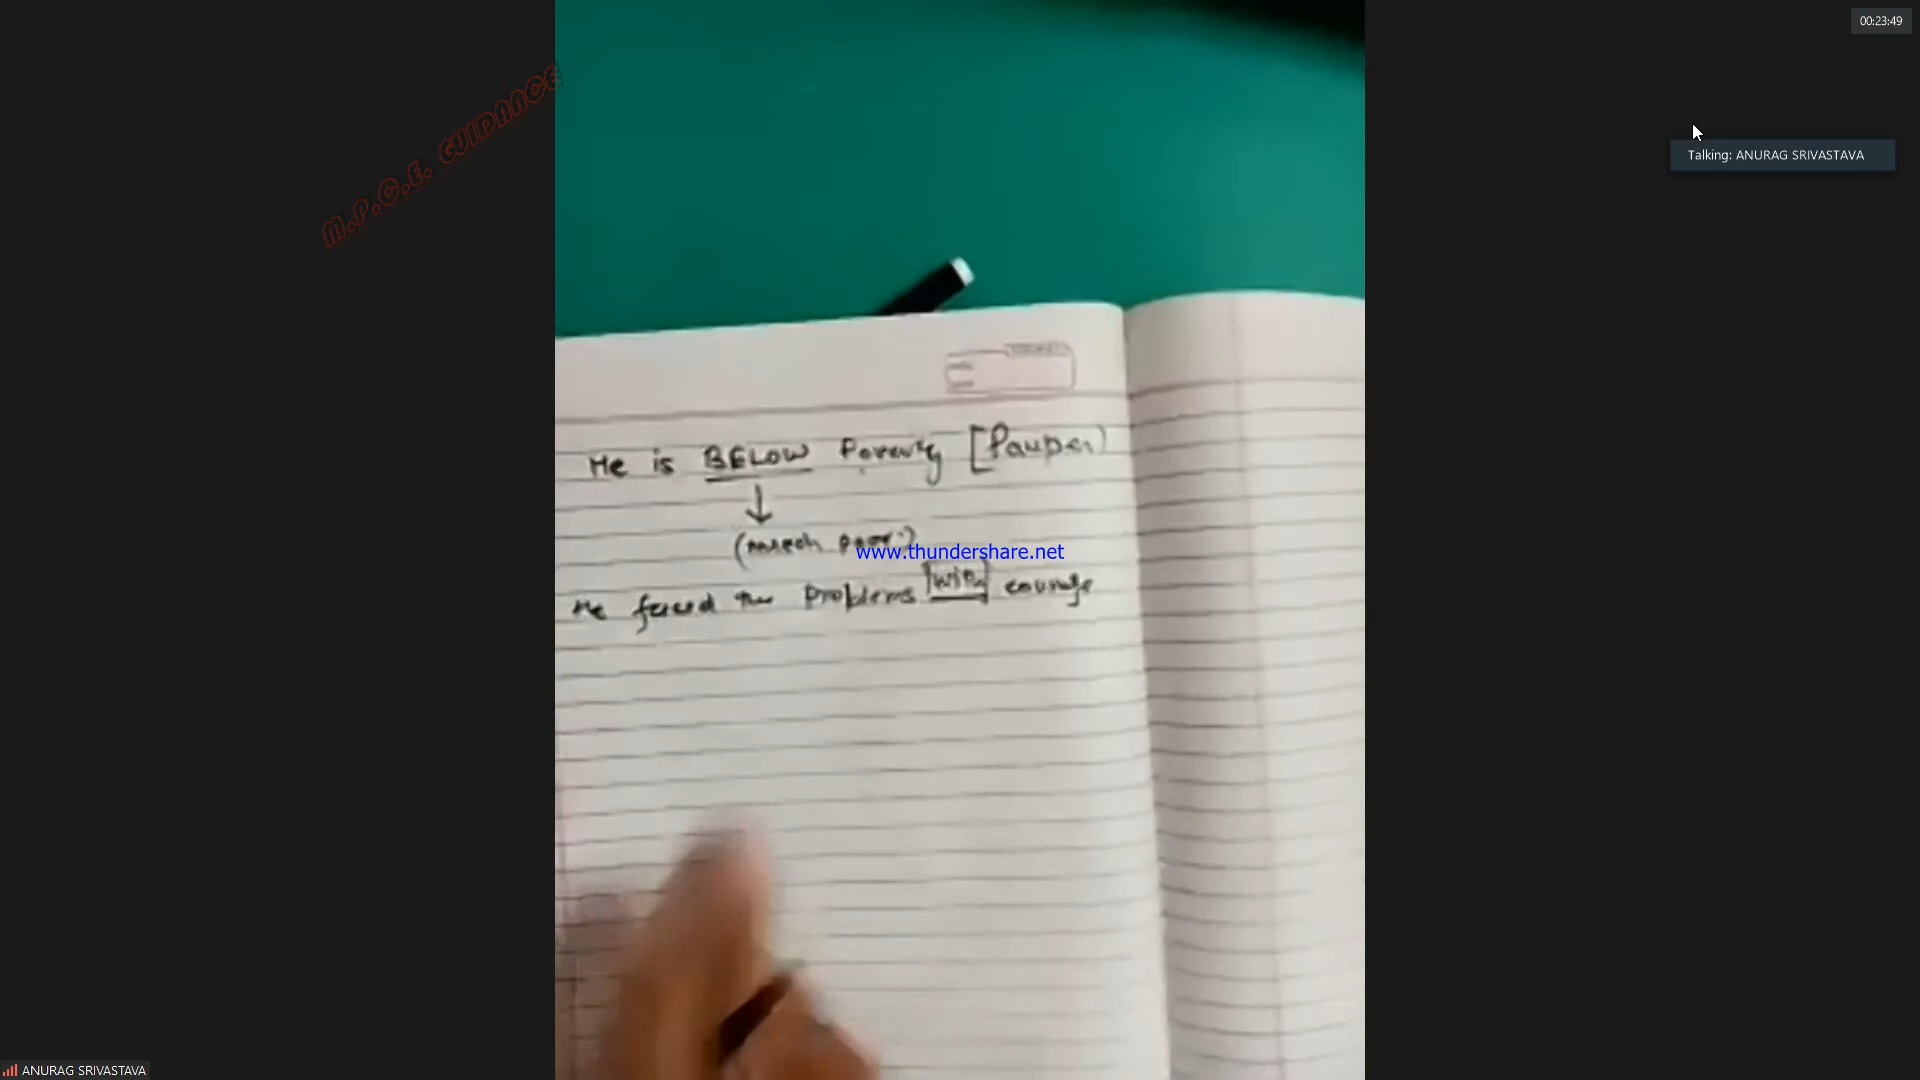 00:23:49
M.P.G.E. GUIDANCE
Talking: ANURAG SRIVASTAVA
He is BELOW Poverty [Pauper)
(much poor)
www.thundershare.net
He faced the problems with courage
ANURAG SRIVASTAVA